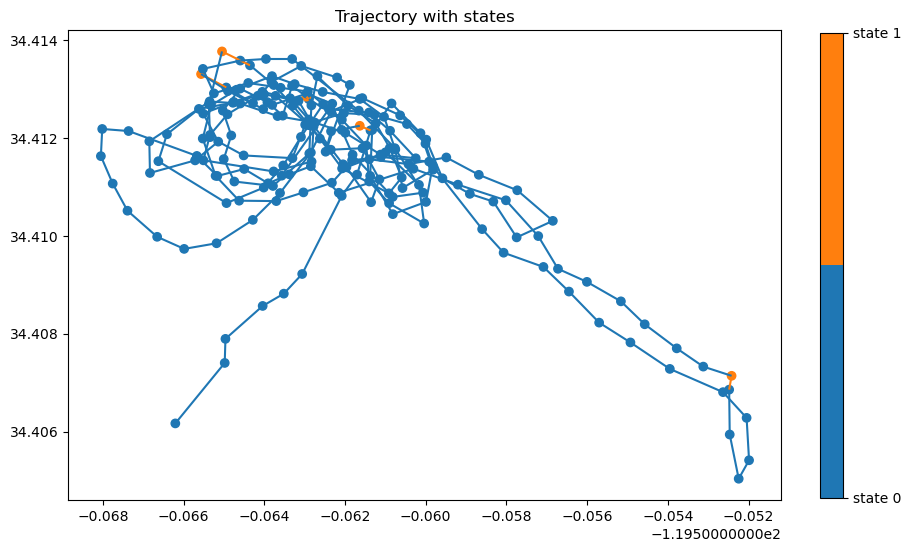 Trajectory with states
34.414
34.412
34.410
34.408
34.406
−0.068 −0.066 −0.064 −0.062 −0.060 −0.058 −0.056 −0.054 −0.052
−1.1950000000e2
state 1
state 0